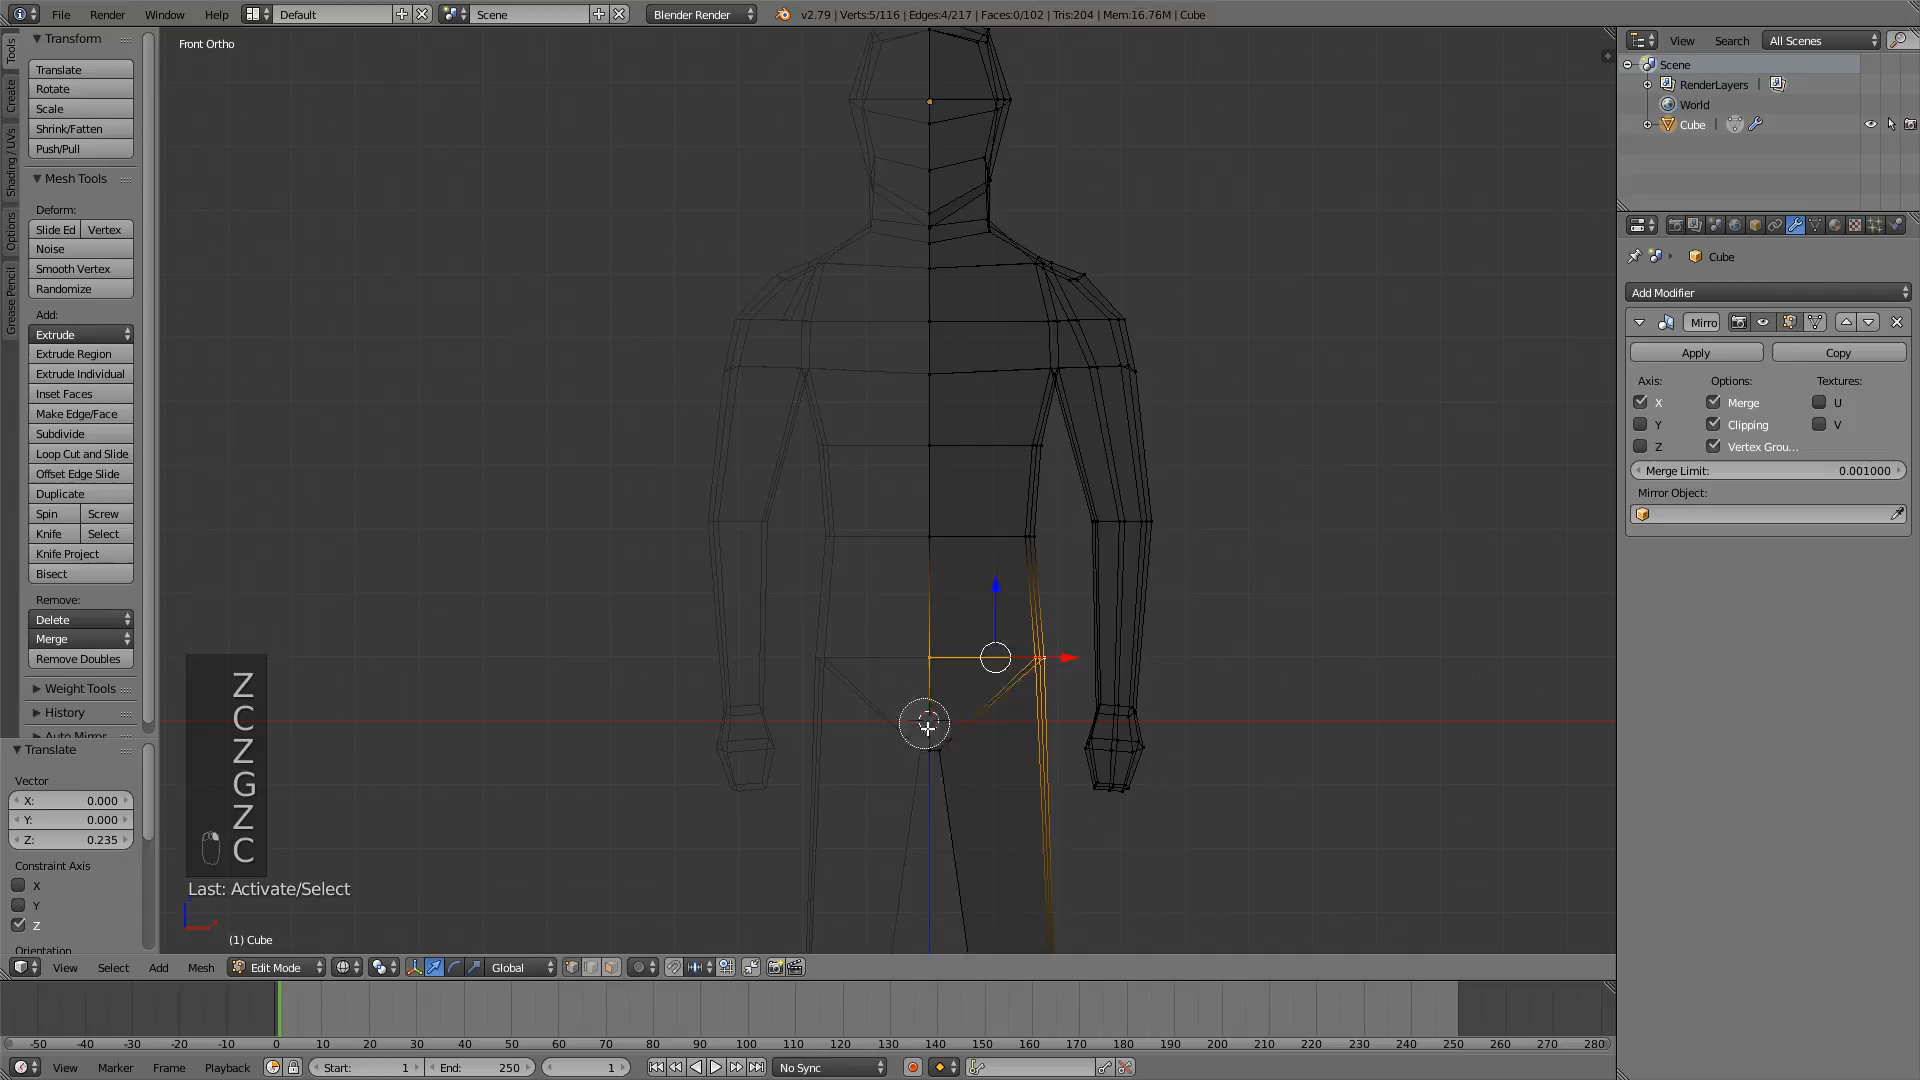 File Render Window Help Default Scene Blender Render v2.79 | Verts:5/116 | Edges:4/217 | Faces:0/102 | Tris:204 | Mem:16.76M | Cube
Tools
Create
Shading / UVs
Options
Grease Pencil
Transform
Translate
Rotate
Scale
Shrink/Fatten
Push/Pull
Mesh Tools
Deform:
Slide Ed Vertex
Noise
Smooth Vertex
Randomize
Add:
Extrude
Extrude Region
Extrude Individual
Inset Faces
Make Edge/Face
Subdivide
Loop Cut and Slide
Offset Edge Slide
Duplicate
Spin Screw
Knife Select
Knife Project
Bisect
Remove:
Delete
Merge
Remove Doubles
Weight Tools
History
Auto Mirror
Translate
Vector
X: 0.000
Y: 0.000
Z: 0.235
Constraint Axis
X
Y
Z
Orientation
Front Ortho
Z
C
Z
G
Z
C
Last: Activate/Select
(1) Cube
View Select Add Mesh Edit Mode Global
-50 -40 -30 -20 -10 0 10 20 30 40 50 60 70 80 90 100 110 120 130 140 150 160 170 180 190 200 210 220 230 240 250 260 270 280
View Marker Frame Playback Start: 1 End: 250 1 No Sync
View Search All Scenes
Scene
RenderLayers |
World
Cube |
Cube
Add Modifier
Mirro
Apply Copy
Axis: Options: Textures:
X Merge U
Y Clipping V
Z Vertex Grou...
Merge Limit: 0.001000
Mirror Object: